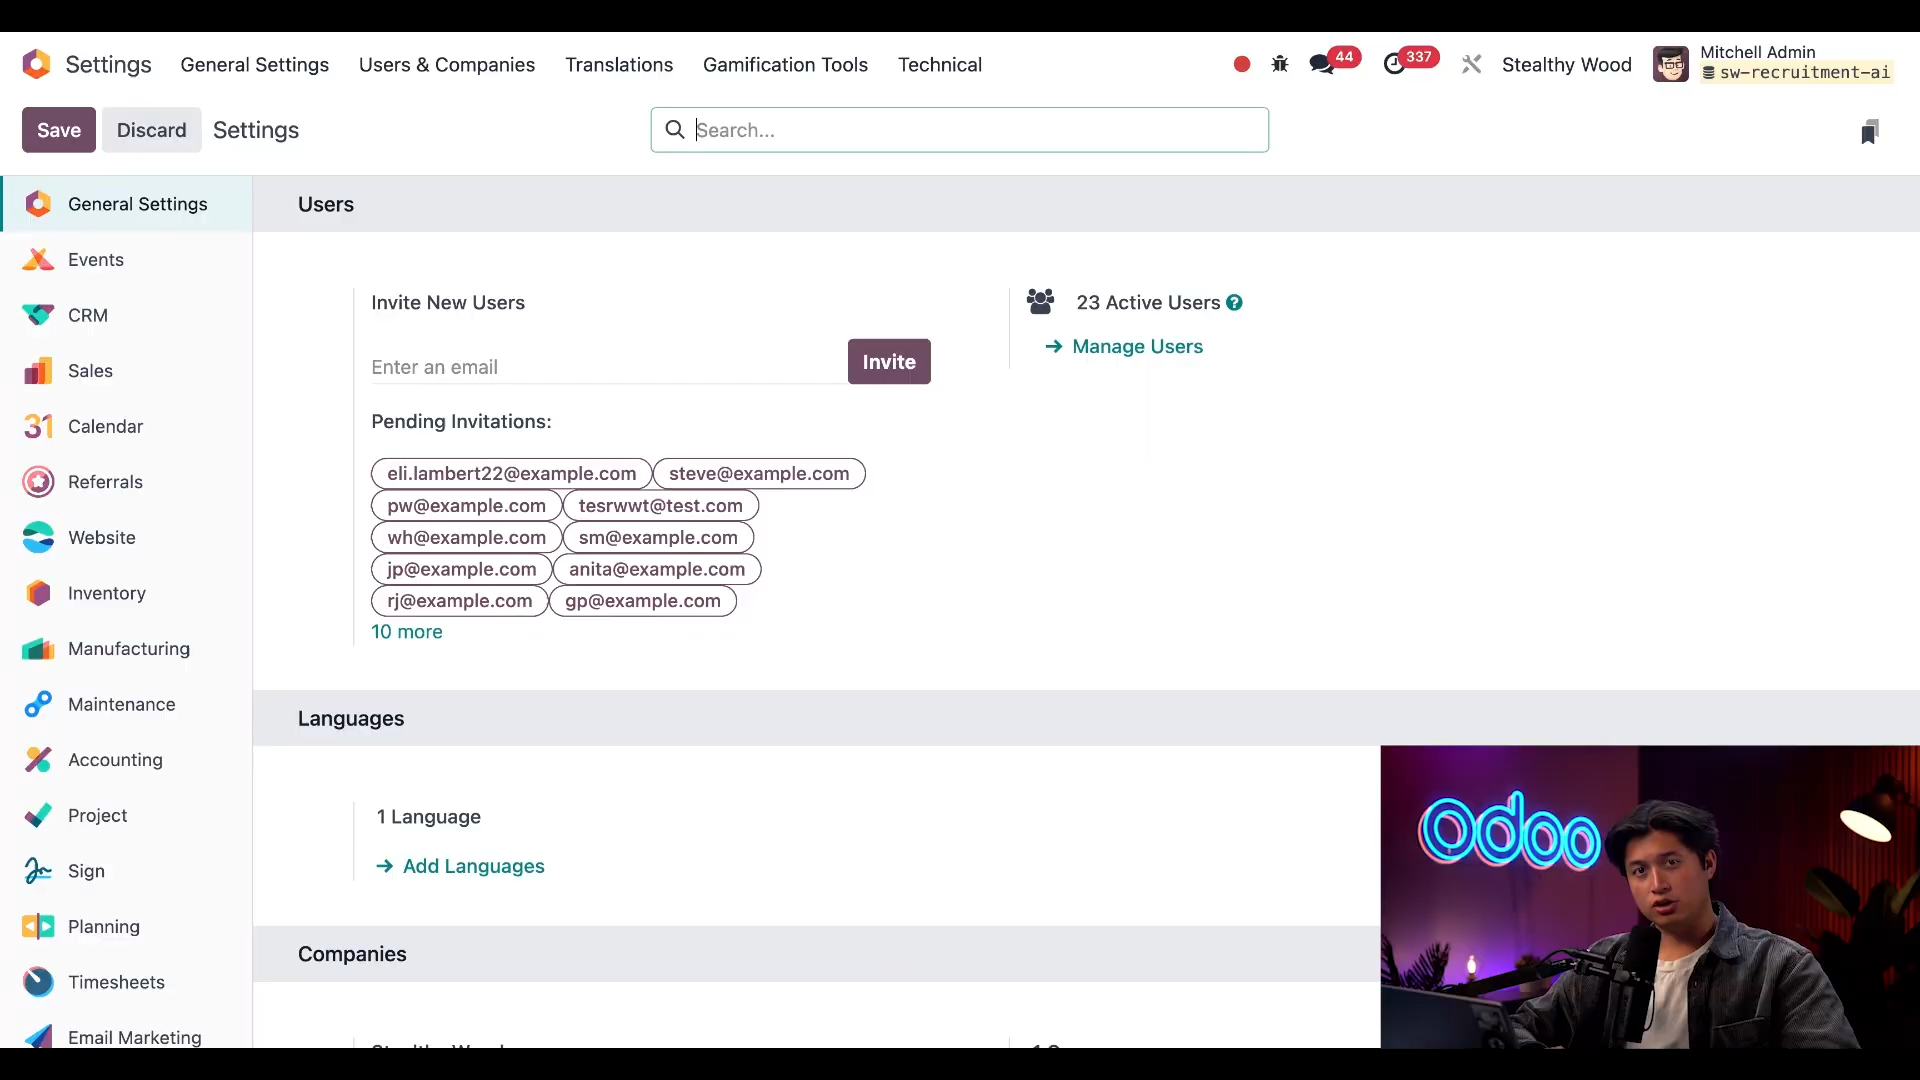 Settings General Settings Users & Companies Translations Gamification Tools Technical 44 337 Stealthy Wood Mitchell Admin
sw-recruitment-ai
Save Discard Settings Search...
General Settings
Events
CRM
Sales
31 Calendar
Referrals
Website
Inventory
Manufacturing
Maintenance
Accounting
Project
Sign
Planning
Timesheets
Email Marketing
Users
Invite New Users
Enter an email Invite
Pending Invitations:
eli.lambert22@example.com steve@example.com
pw@example.com tesrwwt@test.com
wh@example.com sm@example.com
jp@example.com anita@example.com
rj@example.com gp@example.com
10 more
23 Active Users ?
Manage Users
Languages
1 Language
Add Languages
Companies
odoo